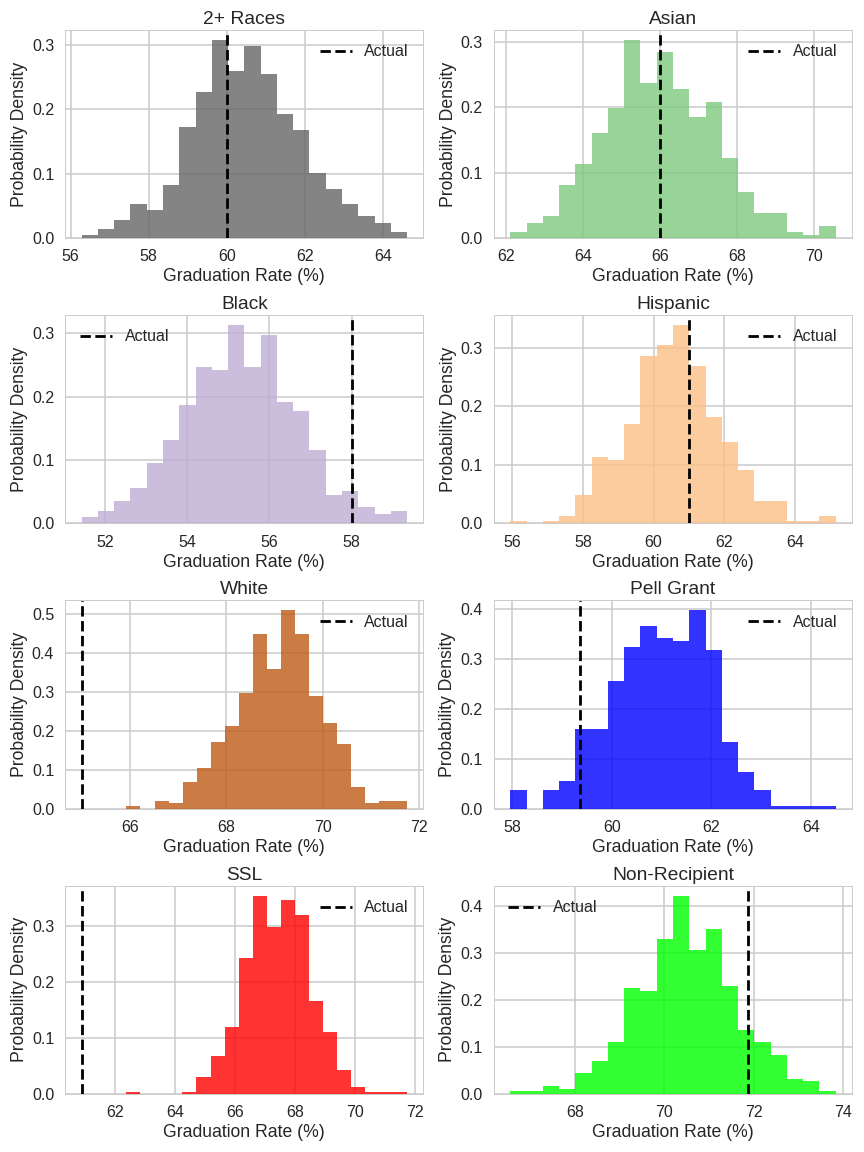 2+ Races
Probability Density
0.3
0.2
0.1
0.0
Actual
56 58 60 62 64
Graduation Rate (%)
Asian
Probability Density
0.3
0.2
0.1
0.0
Actual
62 64 66 68 70
Graduation Rate (%)
Black
Probability Density
0.3
0.2
0.1
0.0
Actual
52 54 56 58
Graduation Rate (%)
Hispanic
Probability Density
0.3
0.2
0.1
0.0
Actual
56 58 60 62 64
Graduation Rate (%)
White
Probability Density
0.5
0.4
0.3
0.2
0.1
0.0
Actual
66 68 70 72
Graduation Rate (%)
Pell Grant
Probability Density
0.4
0.3
0.2
0.1
0.0
Actual
58 60 62 64
Graduation Rate (%)
SSL
Probability Density
0.3
0.2
0.1
0.0
Actual
62 64 66 68 70 72
Graduation Rate (%)
Non-Recipient
Probability Density
0.4
0.3
0.2
0.1
0.0
Actual
68 70 72 74
Graduation Rate (%)